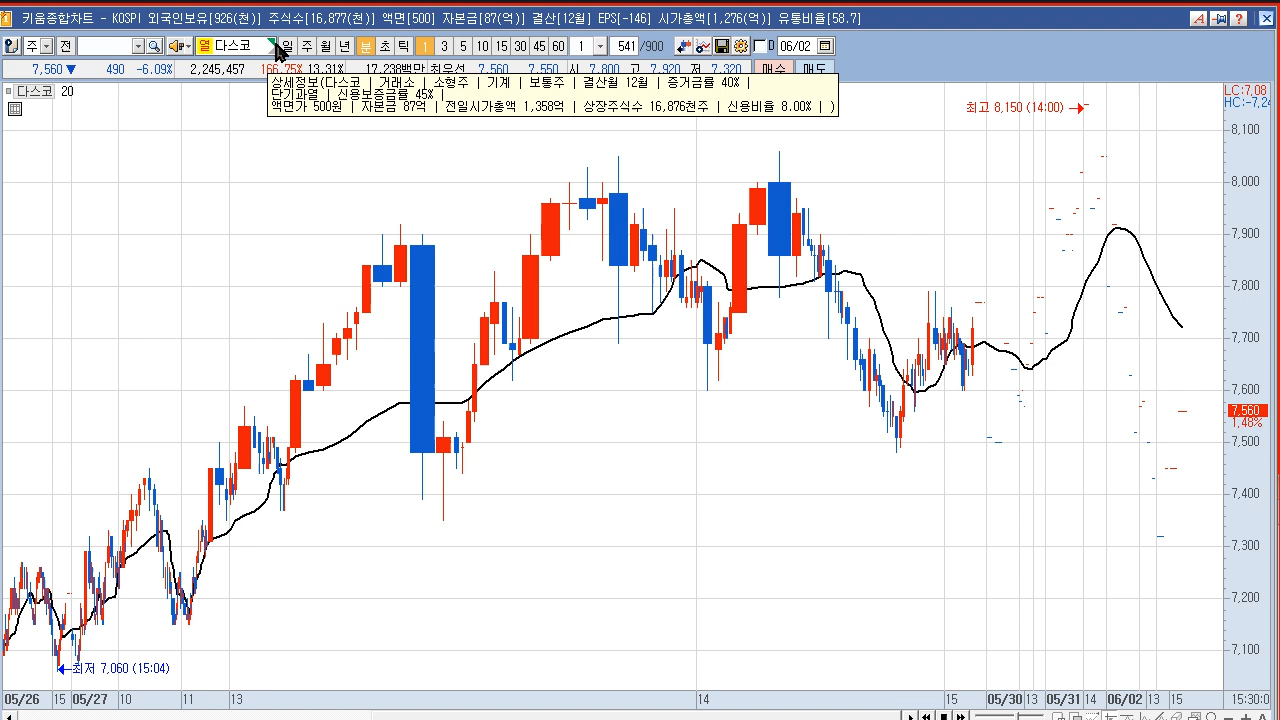 키움종합차트 - KOSPI 외국인보유[926(천)] 주식수[16,877(천)] 액면[500] 자본금[87(억)] 결산[12월] EPS[-146] 시가총액[1,276(억)] 유통비율[58.7]
주 전 열 다스코 일 주 월 년 분 초 틱 1 3 5 10 15 30 45 60 1 541 /900 D 06/02
7,560 ▼ 490 -6.09% 2,245,457 166.75% 13.31% 17,238백만 최우선 7,560 7,550 시 7,800 고 7,920 저 7,320 매수 매도
상세정보(다스코 | 거래소 | 소형주 | 기계 | 보통주 | 결산월 12월 | 증거금률 40% |
단기과열 | 신용보증금률 45% |
액면가 500원 | 자본금 87억 | 전일시가총액 1,358억 | 상장주식수 16,876천주 | 신용비율 8.00% | )
다스코 20
LC:7,08
HC:-7,24
최고 8,150 (14:00)
8,100
8,000
7,900
7,800
7,700
7,600
7,560
1.48%
7,500
7,400
7,300
7,200
7,100
최저 7,060 (15:04)
05/26 15 05/27 10 11 13 14 15 05/30 13 05/31 14 06/02 13 15 15:30:0